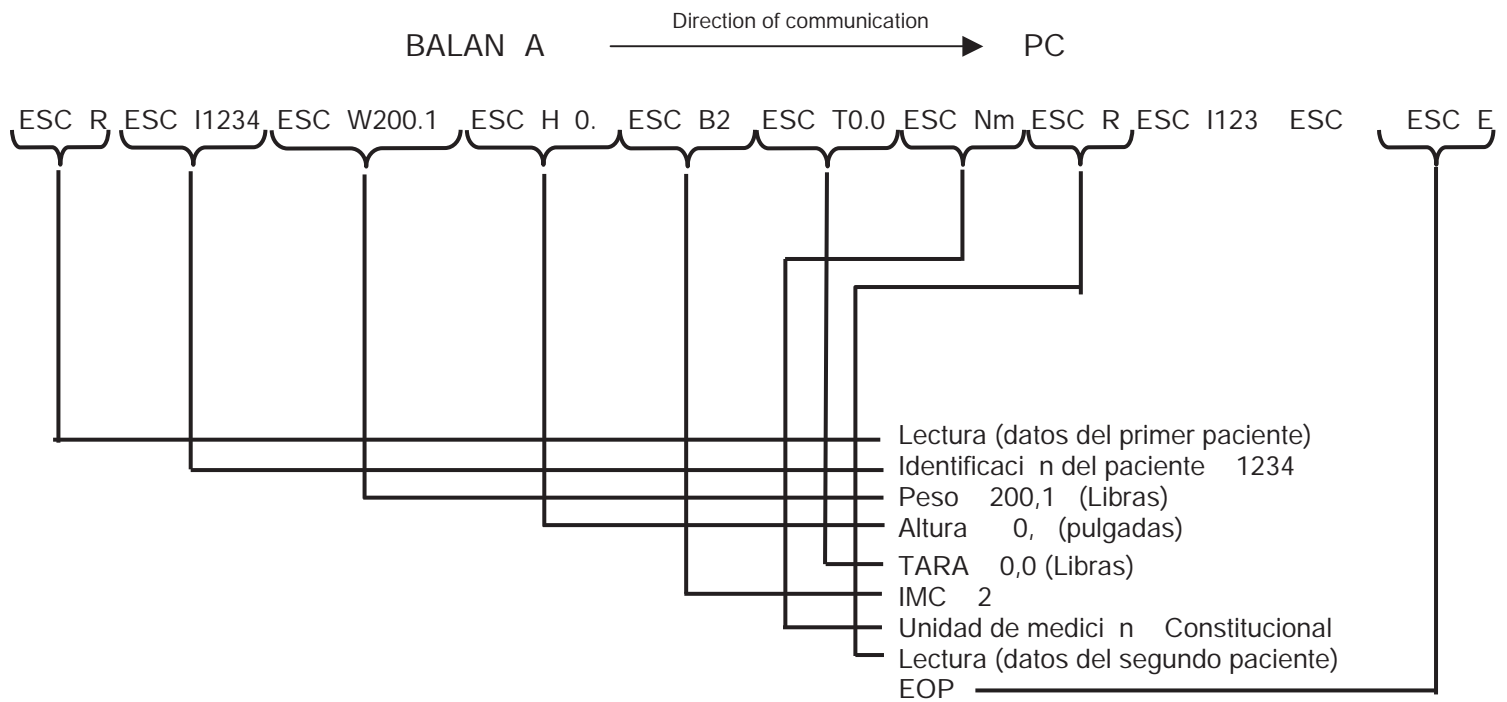 Direction of communication
BALAN A PC
ESC R ESC I1234 ESC W200.1 ESC H 0. ESC B2 ESC T0.0 ESC Nm ESC R ESC I123 ESC ESC E
Lectura (datos del primer paciente)
Identificaci n del paciente 1234
Peso 200,1 (Libras)
Altura 0, (pulgadas)
TARA 0,0 (Libras)
IMC 2
Unidad de medici n Constitucional
Lectura (datos del segundo paciente)
EOP